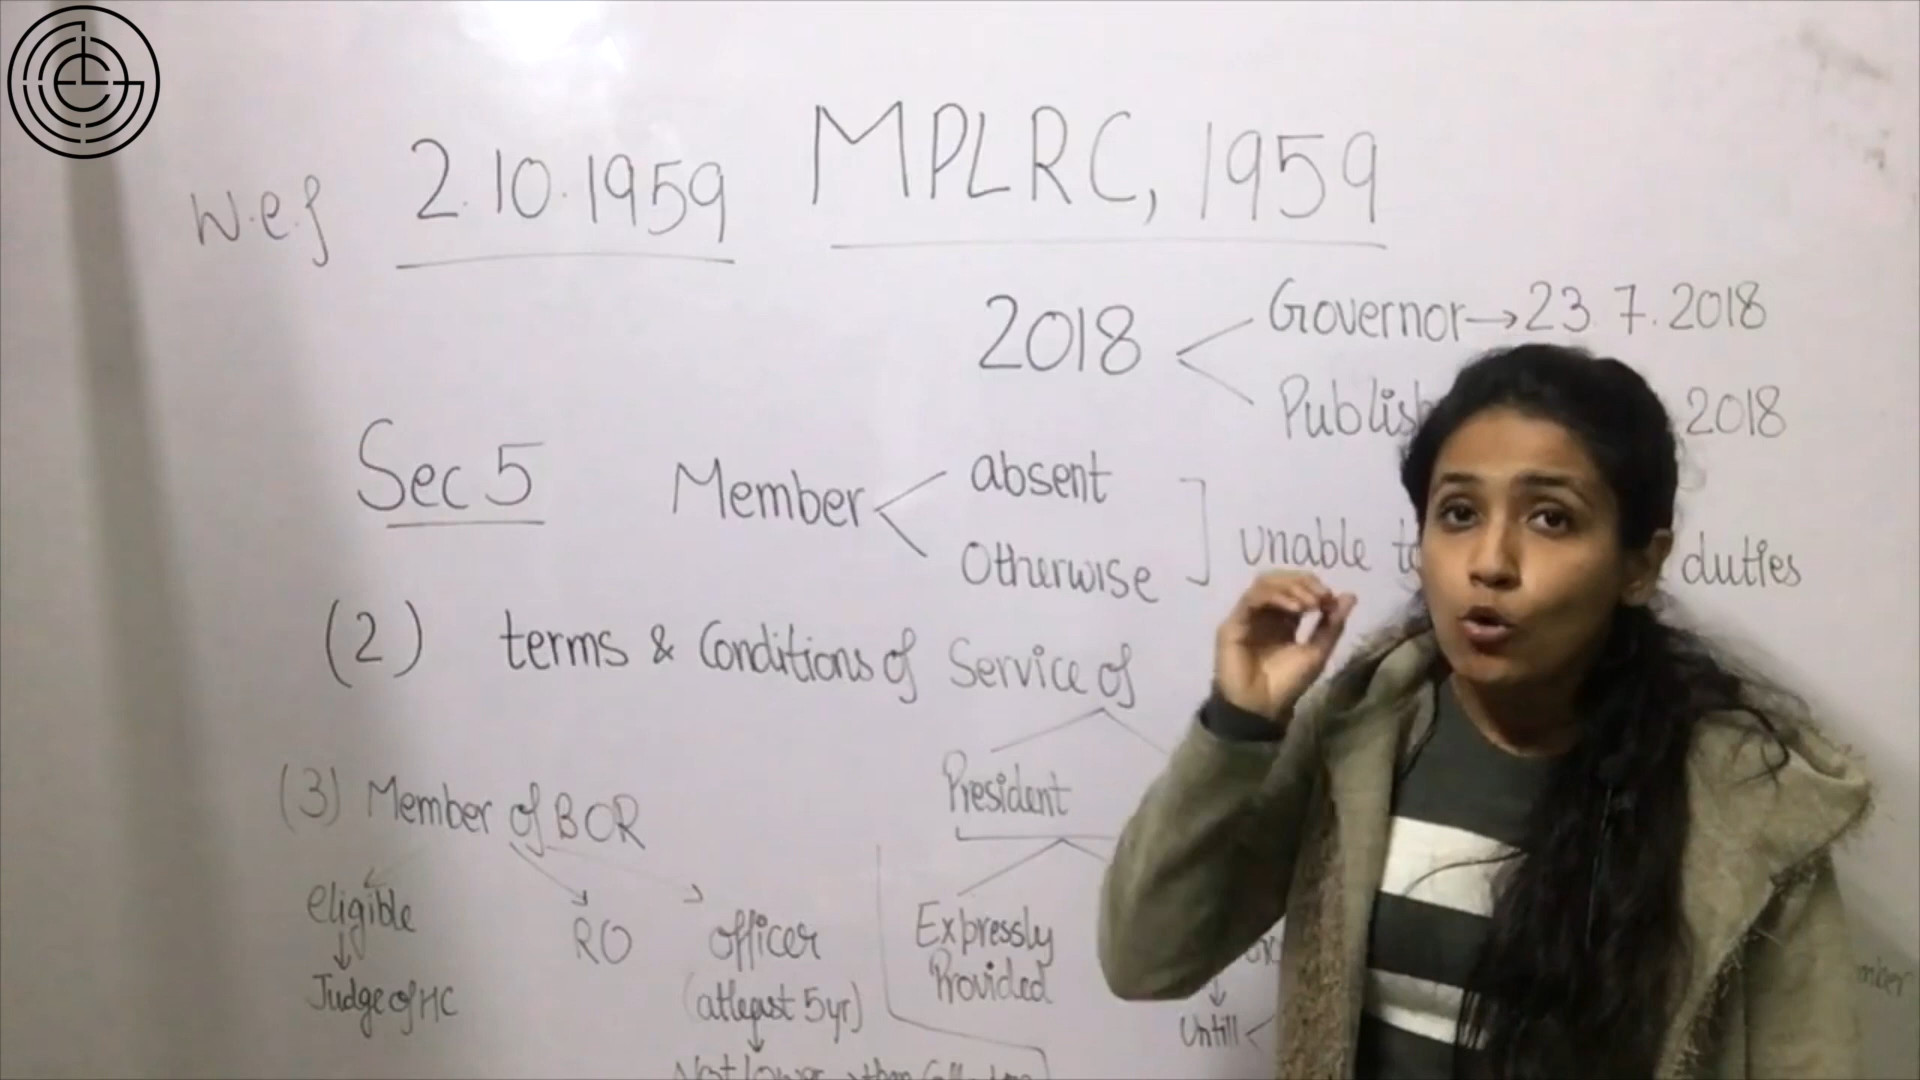 W.e.f 2.10.1959 MPLRC, 1959
2018
Governor→23.7.2018
2018
Sec 5
Member
absent
Otherwise
unable
duties
(2) terms & Conditions of Service of
President
(3) Member of BOR
eligible
↓
Judge of HC
RO
officer
(atleast 5yr)
↓
Expressly
Provided
↓
Untill